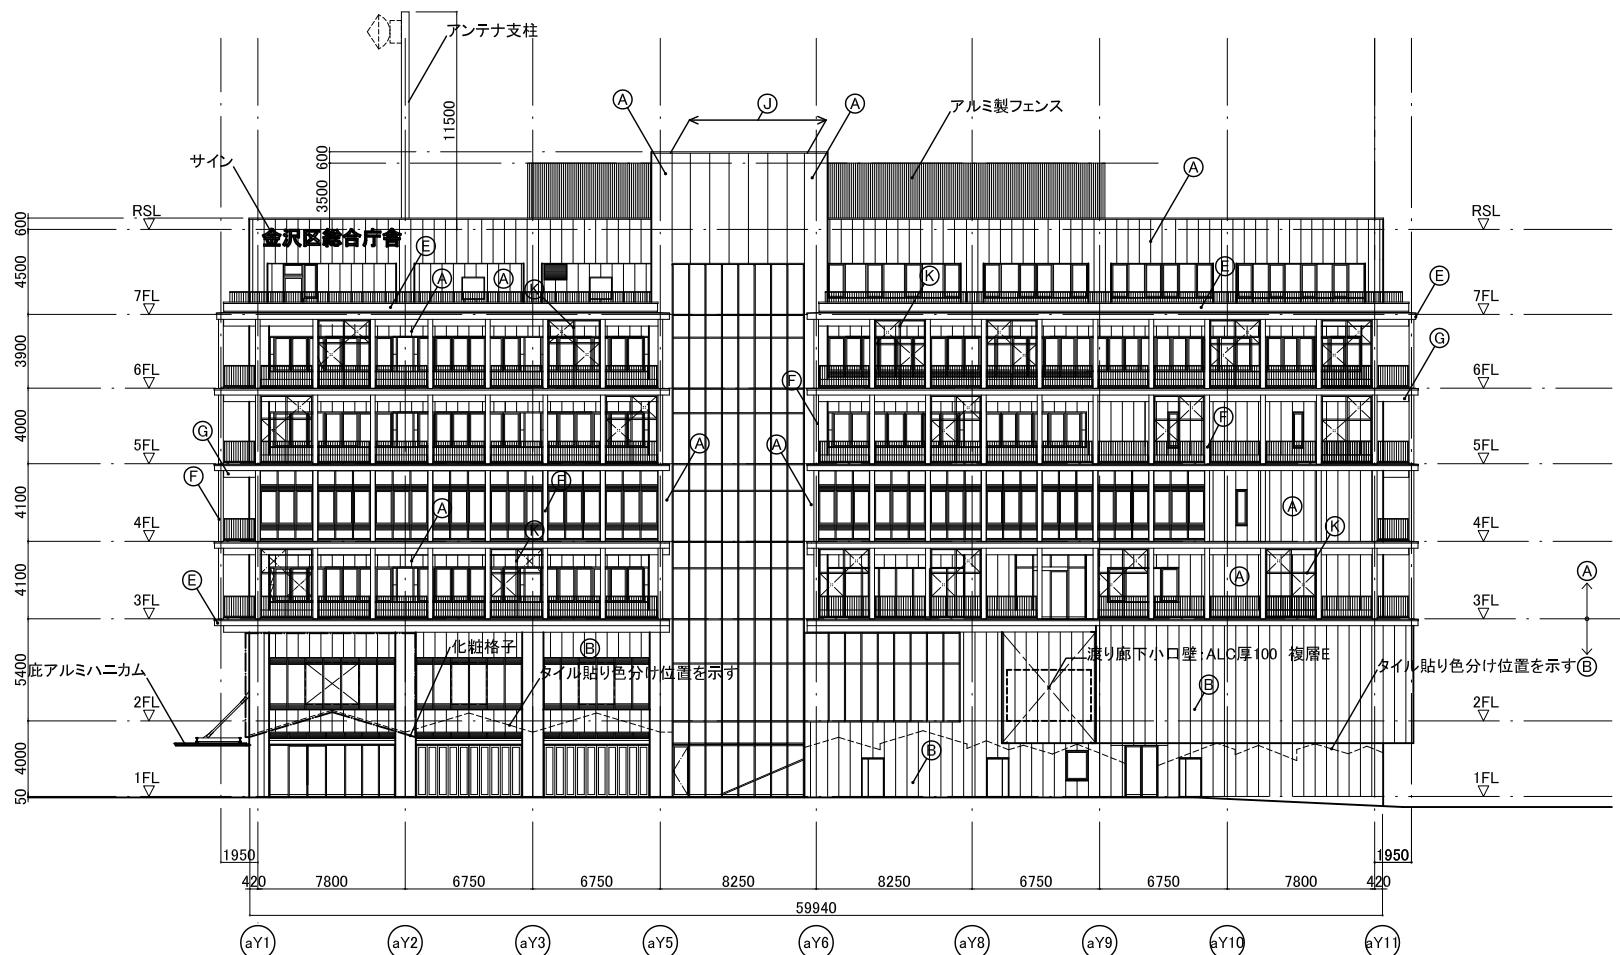 アンテナ支柱
11500
アルミ製フェンス
A
J
A
A
サイン
3500 600
RSL
RSL
600
金沢区総合庁舎
E
A
A
K
K
E
E
4500
7FL
7FL
3900
G
6FL
6FL
F
4000
G
F
A
A
5FL
5FL
F
4100
F
A
A
K
K
4FL
4FL
A
A
4100
E
3FL
3FL
化粧格子
B
渡り廊下小口壁:ALC厚100 複層E
タイル貼り色分け位置を示す
タイル貼り色分け位置を示す
B
B
庇アルミハニカム
5400
2FL
2FL
B
4000
1FL
1FL
50
1950
1950
420
7800
6750
6750
8250
8250
6750
6750
7800
420
59940
aY1
aY2
aY3
aY5
aY6
aY8
aY9
aY10
aY11